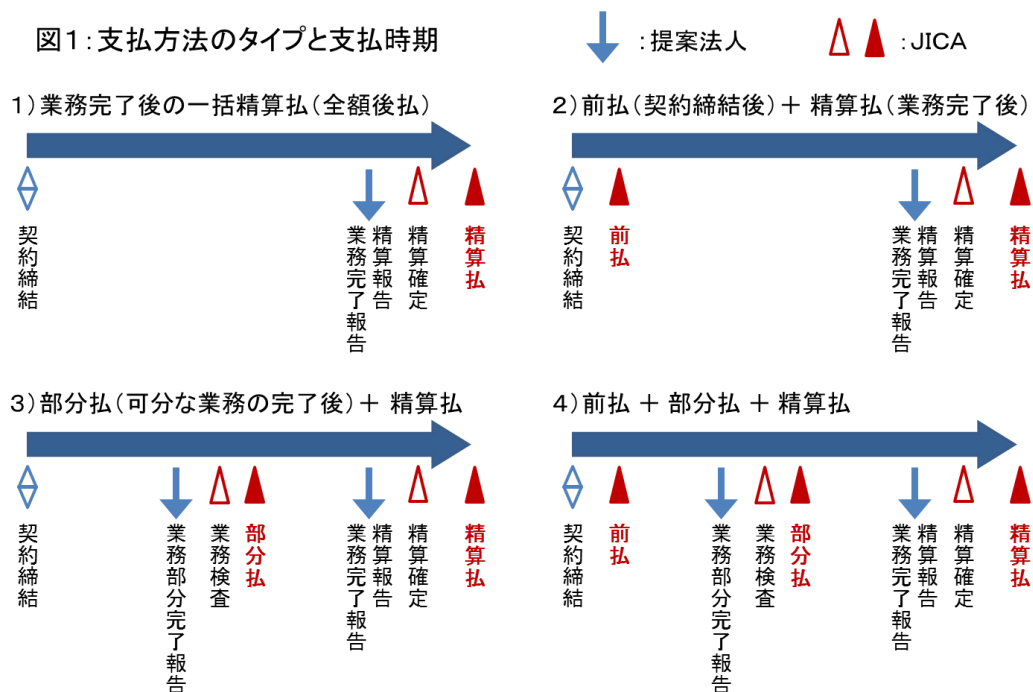 図1：支払方法のタイプと支払時期
：提案法人
：JICA
1）業務完了後の一括精算払（全額後払）
契約締結
業務完了報告
精算報告
精算確定
精算払
2）前払（契約締結後）＋ 精算払（業務完了後）
契約締結
前払
業務完了報告
精算報告
精算確定
精算払
3）部分払（可分な業務の完了後）＋ 精算払
契約締結
業務部分完了報告
業務検査
部分払
業務完了報告
精算報告
精算確定
精算払
4）前払 ＋ 部分払 ＋ 精算払
契約締結
前払
業務部分完了報告
業務検査
部分払
業務完了報告
精算報告
精算確定
精算払